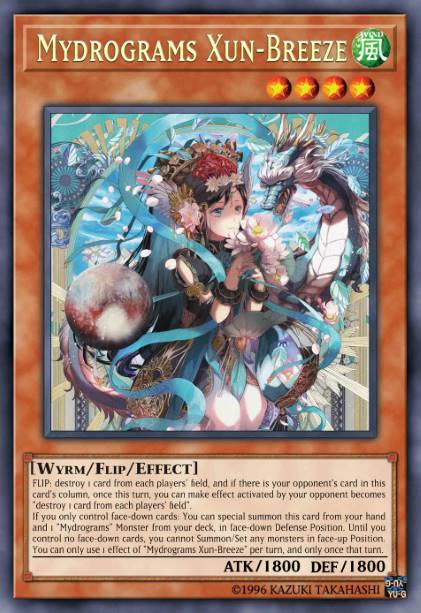 Mydrograms Xun-Breeze
WIND
風
[Wyrm/Flip/Effect]
FLIP: destroy 1 card from each players' field, and if there is your opponent's card in this
card's column, once this turn, you can make effect activated by your opponent becomes
"destroy 1 card from each players' field".
If you only control face-down cards: You can special summon this card from your hand
and 1 "Mydrograms" Monster from your deck, in face-down Defense Position. Until you
control no face-down cards, you cannot Summon/Set any monsters in face-up Position.
You can only use 1 effect of "Mydrograms Xun-Breeze" per turn, and only once that turn.
ATK/1800 DEF/1800
©1996 KAZUKI TAKAHASHI